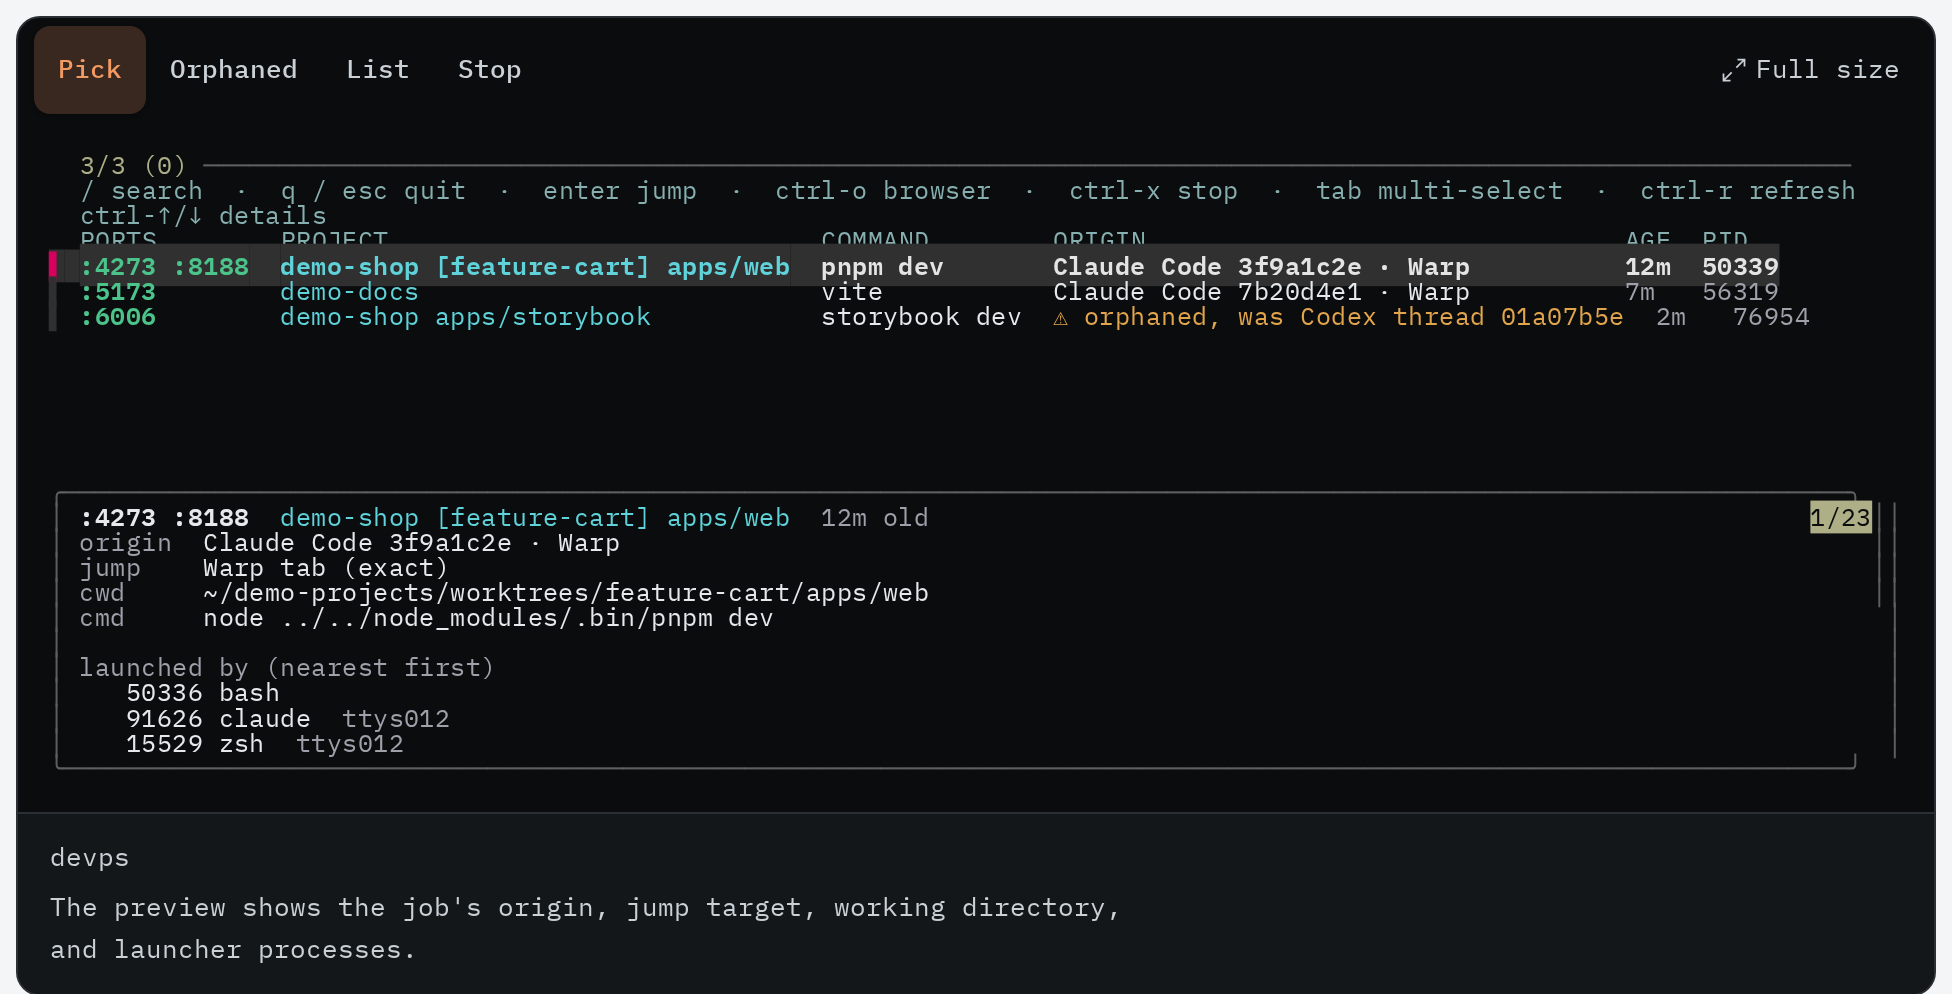 Pick Orphaned List Stop Full size
3/3 (0)
/ search · q / esc quit · enter jump · ctrl-o browser · ctrl-x stop · tab multi-select · ctrl-r refresh
ctrl-↑/↓ details
PORTS PROJECT COMMAND ORIGIN AGE PID
:4273 :8188 demo-shop [feature-cart] apps/web pnpm dev Claude Code 3f9a1c2e · Warp 12m 50339
:5173 demo-docs vite Claude Code 7b20d4e1 · Warp 7m 56319
:6006 demo-shop apps/storybook storybook dev ⚠ orphaned, was Codex thread 01a07b5e 2m 76954
:4273 :8188 demo-shop [feature-cart] apps/web 12m old 1/23
origin Claude Code 3f9a1c2e · Warp
jump Warp tab (exact)
cwd ~/demo-projects/worktrees/feature-cart/apps/web
cmd node ../../node_modules/.bin/pnpm dev
launched by (nearest first)
50336 bash
91626 claude ttys012
15529 zsh ttys012
devps
The preview shows the job's origin, jump target, working directory,
and launcher processes.